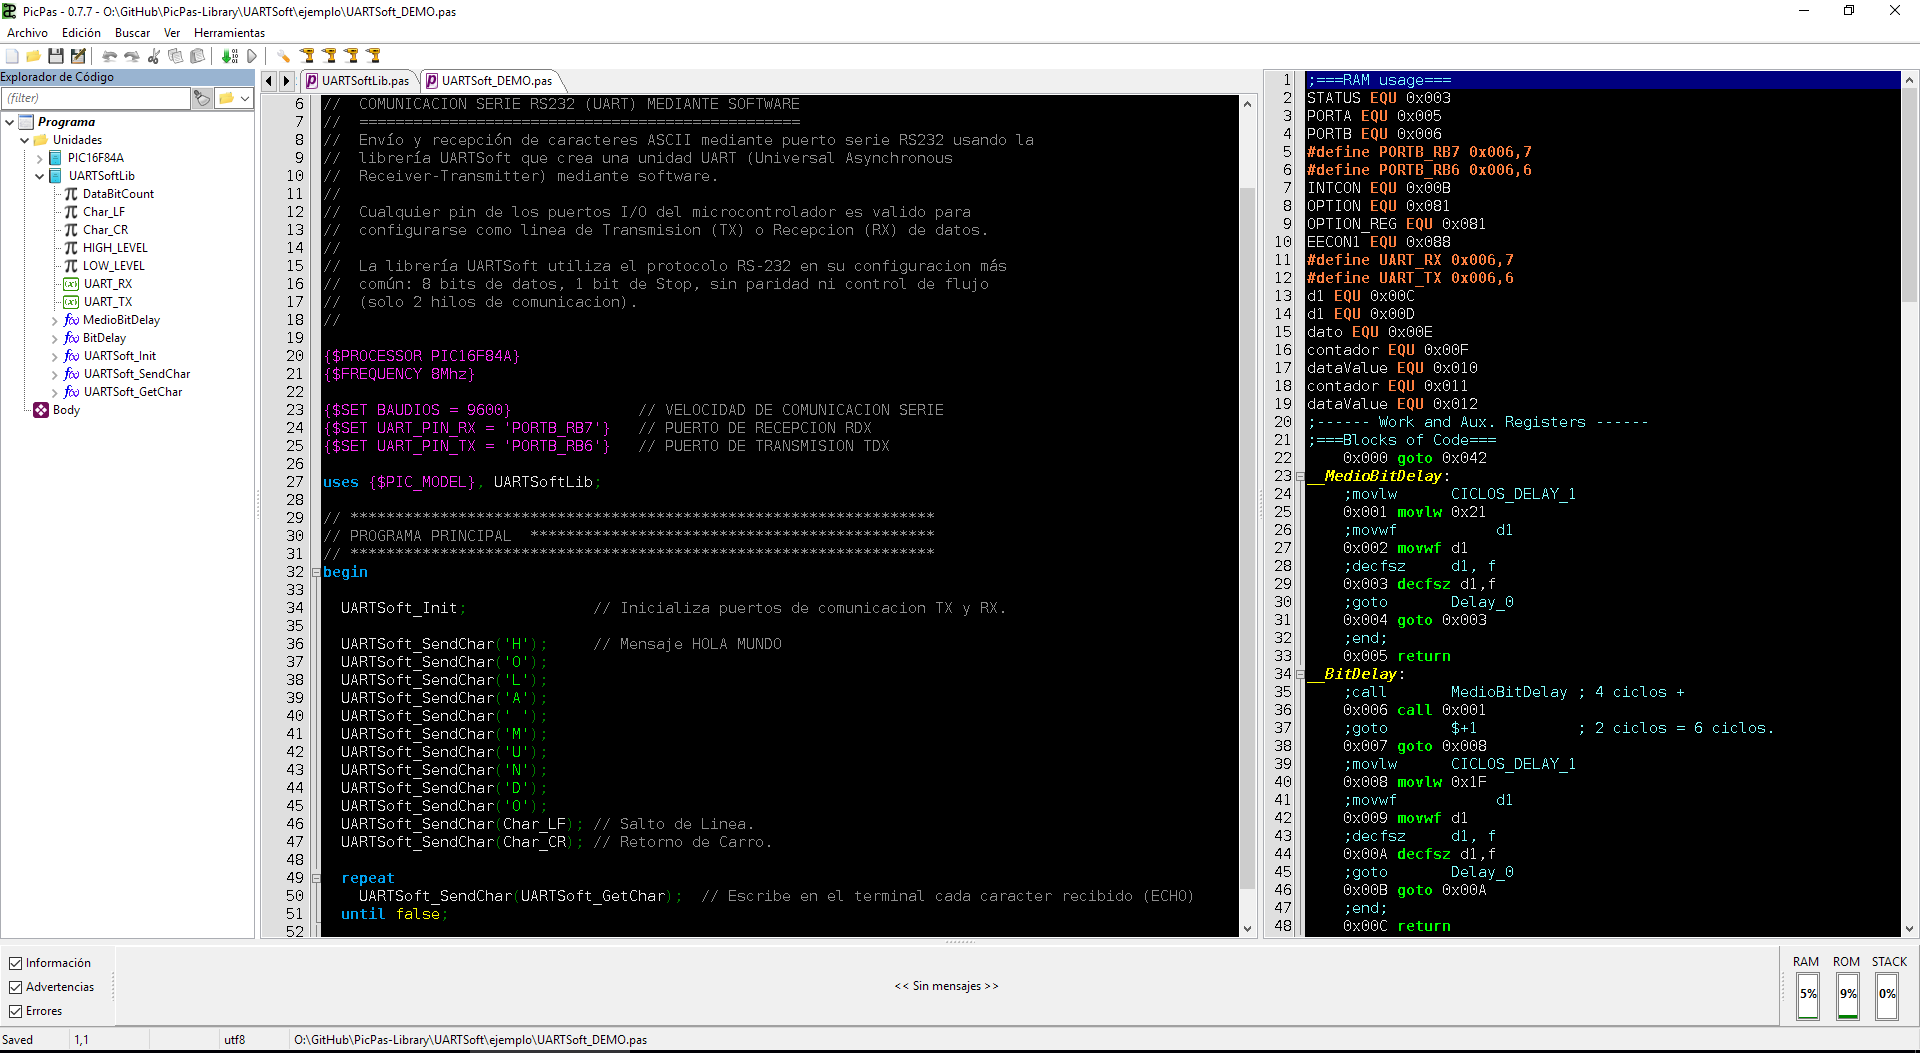 PicPas - 0.7.7 - O:\GitHub\PicPas-Library\UARTSoft\ejemplo\UARTSoft_DEMO.pas
Archivo Edición Buscar Ver Herramientas
Explorador de Código
(filter)
Programa
Unidades
PIC16F84A
UARTSoftLib
DataBitCount
Char_LF
Char_CR
HIGH_LEVEL
LOW_LEVEL
UART_RX
UART_TX
MedioBitDelay
BitDelay
UARTSoft_Init
UARTSoft_SendChar
UARTSoft_GetChar
Body
UARTSoftLib.pas UARTSoft_DEMO.pas
6 // COMUNICACION SERIE RS232 (UART) MEDIANTE SOFTWARE
7 // =================================================
8 // Envío y recepción de caracteres ASCII mediante puerto serie RS232 usando la
9 // librería UARTSoft que crea una unidad UART (Universal Asynchronous
10 // Receiver-Transmitter) mediante software.
11 //
12 // Cualquier pin de los puertos I/O del microcontrolador es valido para
13 // configurarse como linea de Transmision (TX) o Recepcion (RX) de datos.
14 //
15 // La librería UARTSoft utiliza el protocolo RS-232 en su configuracion más
16 // común: 8 bits de datos, 1 bit de Stop, sin paridad ni control de flujo
17 // (solo 2 hilos de comunicacion).
18 //
19
20 {$PROCESSOR PIC16F84A}
21 {$FREQUENCY 8Mhz}
22
23 {$SET BAUDIOS = 9600} // VELOCIDAD DE COMUNICACION SERIE
24 {$SET UART_PIN_RX = 'PORTB_RB7'} // PUERTO DE RECEPCION RDX
25 {$SET UART_PIN_TX = 'PORTB_RB6'} // PUERTO DE TRANSMISION TDX
26
27 uses {$PIC_MODEL}, UARTSoftLib;
28
29 // *****************************************************************
30 // PROGRAMA PRINCIPAL *********************************************
31 // *****************************************************************
32 begin
33
34 UARTSoft_Init; // Inicializa puertos de comunicacion TX y RX.
35
36 UARTSoft_SendChar('H'); // Mensaje HOLA MUNDO
37 UARTSoft_SendChar('O');
38 UARTSoft_SendChar('L');
39 UARTSoft_SendChar('A');
40 UARTSoft_SendChar(' ');
41 UARTSoft_SendChar('M');
42 UARTSoft_SendChar('U');
43 UARTSoft_SendChar('N');
44 UARTSoft_SendChar('D');
45 UARTSoft_SendChar('O');
46 UARTSoft_SendChar(Char_LF); // Salto de Linea.
47 UARTSoft_SendChar(Char_CR); // Retorno de Carro.
48
49 repeat
50 UARTSoft_SendChar(UARTSoft_GetChar); // Escribe en el terminal cada caracter recibido (ECHO)
51 until false;
52
1 ;===RAM usage===
2 STATUS EQU 0x003
3 PORTA EQU 0x005
4 PORTB EQU 0x006
5 #define PORTB_RB7 0x006,7
6 #define PORTB_RB6 0x006,6
7 INTCON EQU 0x00B
8 OPTION EQU 0x081
9 OPTION_REG EQU 0x081
10 EECON1 EQU 0x088
11 #define UART_RX 0x006,7
12 #define UART_TX 0x006,6
13 d1 EQU 0x00C
14 d1 EQU 0x00D
15 dato EQU 0x00E
16 contador EQU 0x00F
17 dataValue EQU 0x010
18 contador EQU 0x011
19 dataValue EQU 0x012
20 ;------ Work and Aux. Registers ------
21 ;===Blocks of Code===
22 0x000 goto 0x042
23 __MedioBitDelay:
24 ;movlw CICLOS_DELAY_1
25 0x001 movlw 0x21
26 ;movwf d1
27 0x002 movwf d1
28 ;decfsz d1, f
29 0x003 decfsz d1,f
30 ;goto Delay_0
31 0x004 goto 0x003
32 ;end;
33 0x005 return
34 __BitDelay:
35 ;call MedioBitDelay ; 4 ciclos +
36 0x006 call 0x001
37 ;goto $+1 ; 2 ciclos = 6 ciclos.
38 0x007 goto 0x008
39 ;movlw CICLOS_DELAY_1
40 0x008 movlw 0x1F
41 ;movwf d1
42 0x009 movwf d1
43 ;decfsz d1, f
44 0x00A decfsz d1,f
45 ;goto Delay_0
46 0x00B goto 0x00A
47 ;end;
48 0x00C return
Información
Advertencias
Errores
<< Sin mensajes >>
RAM ROM STACK
5% 9% 0%
Saved 1,1 utf8 O:\GitHub\PicPas-Library\UARTSoft\ejemplo\UARTSoft_DEMO.pas